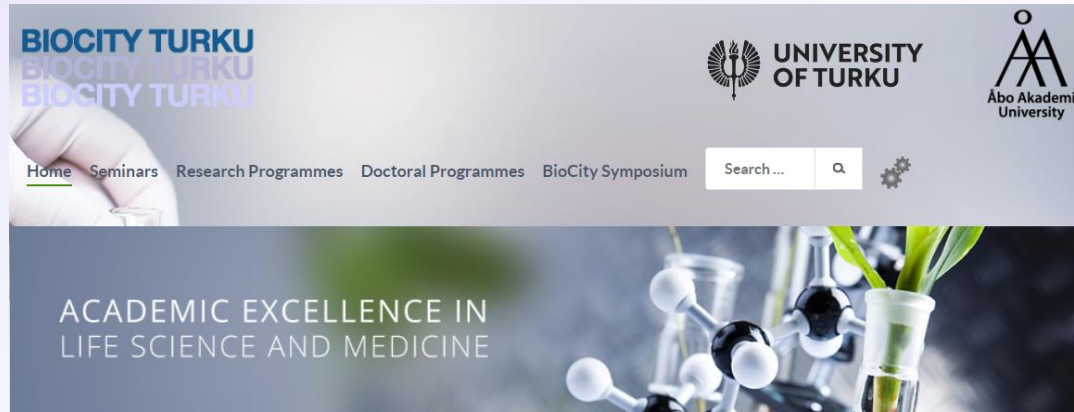 BIOCITY TURKU
BIOCITY TURKU
BIOCITY TURKU
UNIVERSITY
OF TURKU
Åbo Akademi
University
Home Seminars Research Programmes Doctoral Programmes BioCity Symposium Search ...
ACADEMIC EXCELLENCE IN
LIFE SCIENCE AND MEDICINE